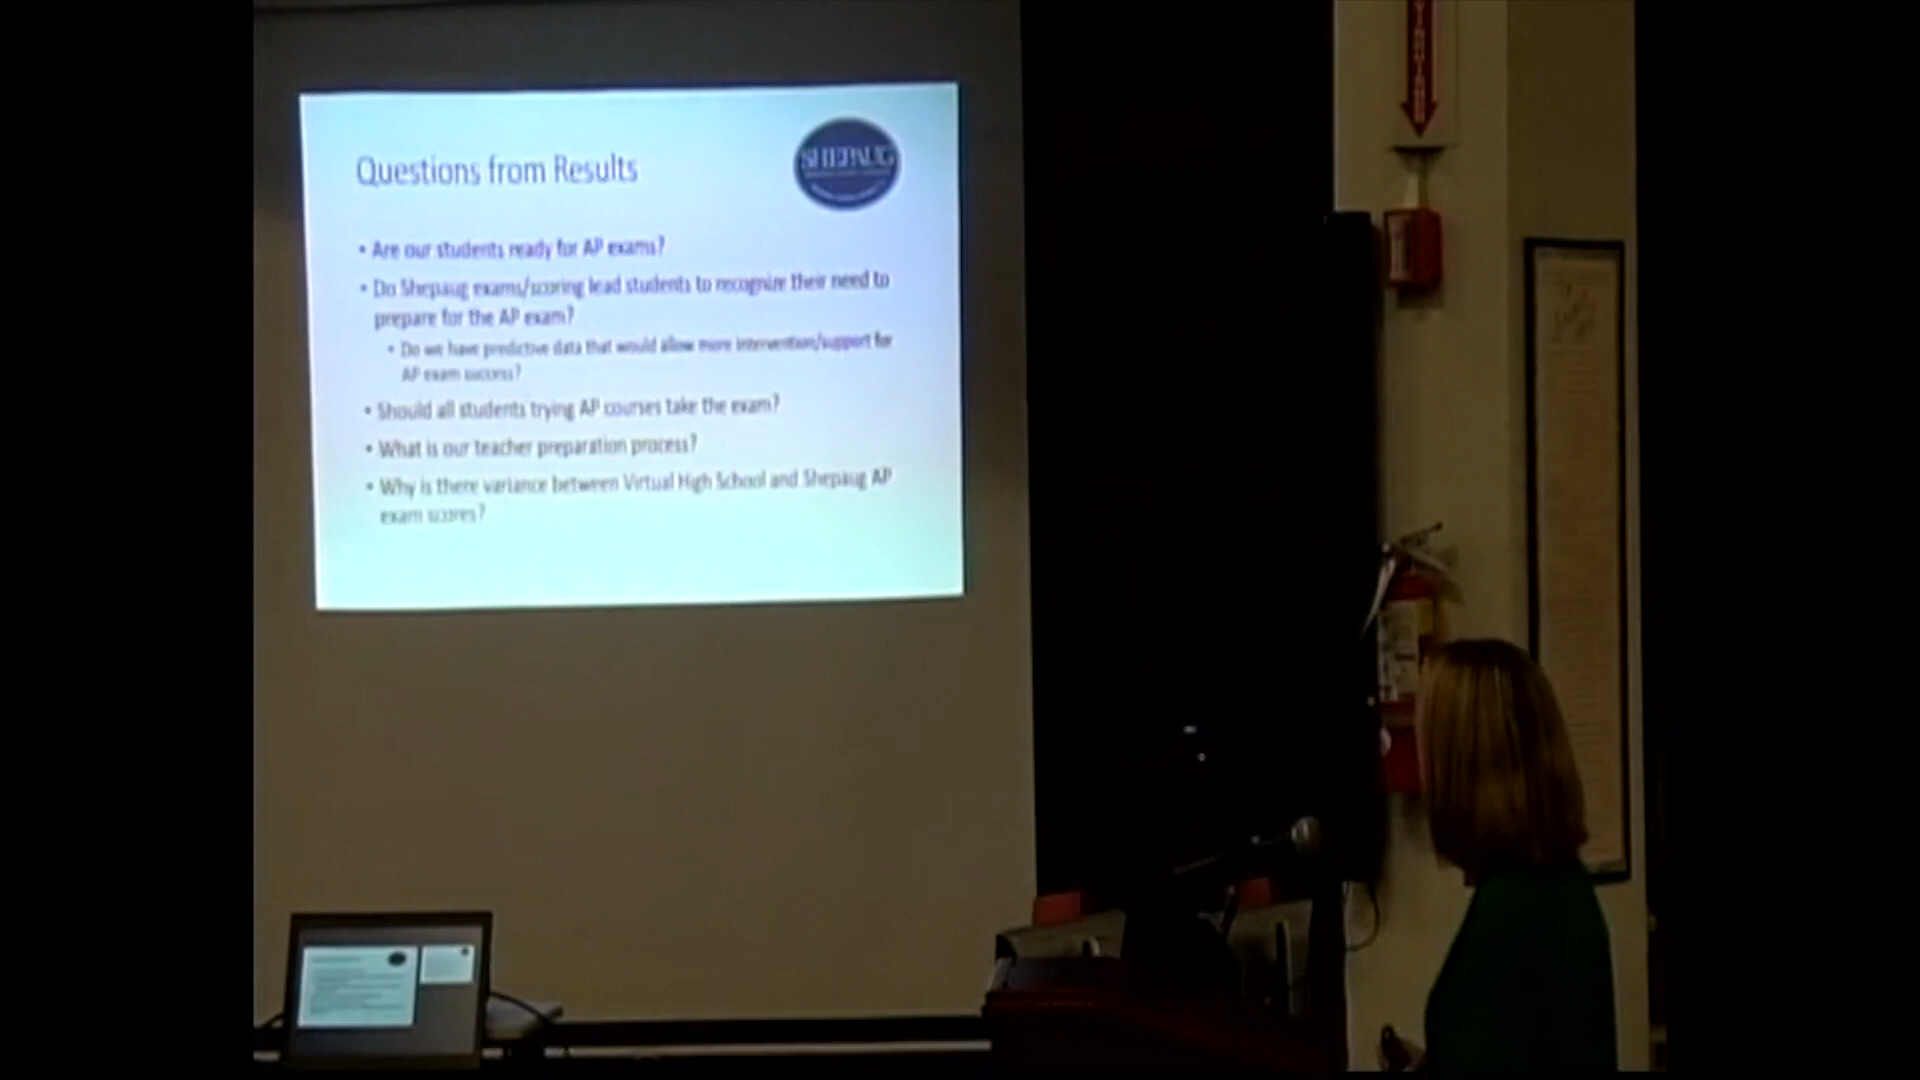 SHEPAUG
Questions from Results
• Are our students ready for AP exams?
• Do Shepaug exams/scoring lead students to recognize their need to
prepare for the AP exam?
• Do we have predictive data that would allow more intervention/support for
AP exam success?
• Should all students trying AP courses take the exam?
• What is our teacher preparation process?
• Why is there variance between Virtual High School and Shepaug AP
exam scores?